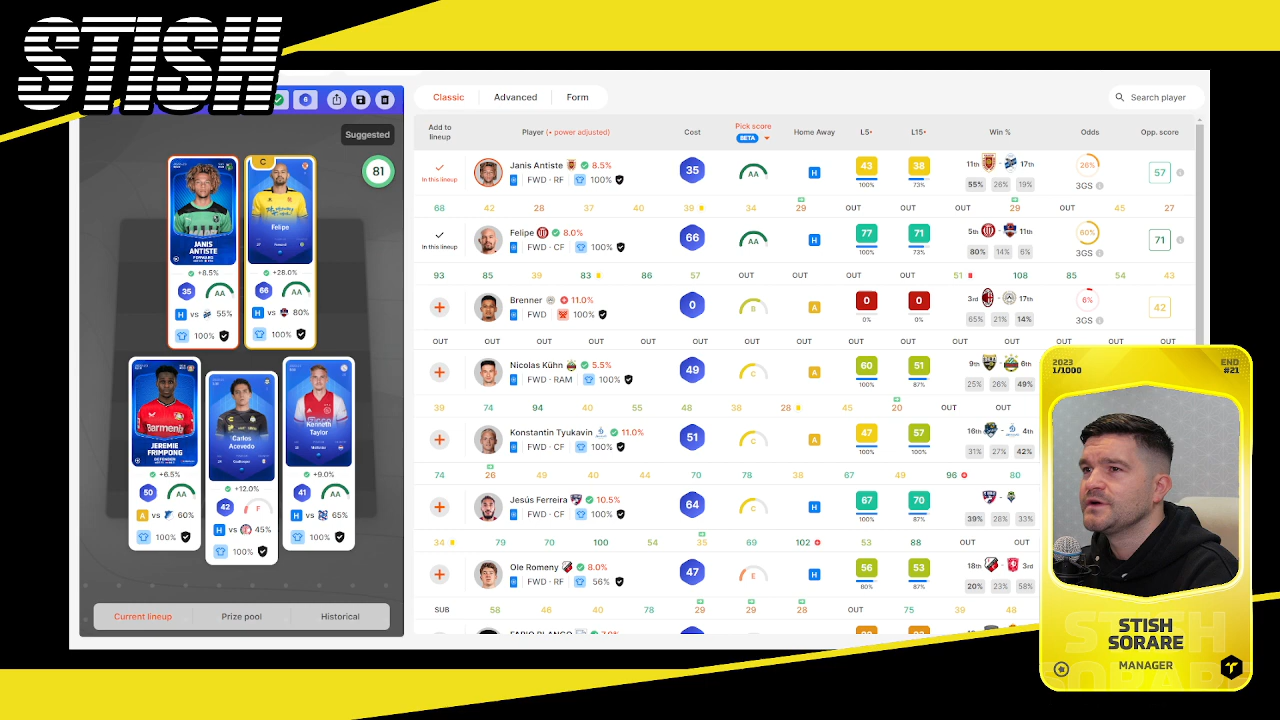 STISH
6
Suggested
81
JANIS
ANTISTE
FORWARD
+8.5%
35 AA
H vs 55%
100%
C
Felipe
+28.0%
66 AA
H vs 80%
100%
JEREMIE
FRIMPONG
DEFENDER
+6.5%
50 AA
A vs 60%
100%
Carlos
Acevedo
+12.0%
42 F
H vs 45%
100%
Kenneth
Taylor
+9.0%
41 AA
H vs 65%
100%
Current lineup Prize pool Historical
Classic Advanced Form
Search player
Add to
lineup
Player (• power adjusted) Cost Pick score
BETA
Home Away L5• L15• Win % Odds Opp. score
In this lineup
Janis Antiste 8.5%
FWD · RF 100%
35 AA H 43 100% 38 73% 11th 17th 55% 26% 19% 26% 3GS 57
68 42 28 37 40 39 34 29 OUT OUT OUT 29 OUT 45 27
In this lineup
Felipe 8.0%
FWD · CF 100%
66 AA H 77 100% 71 73% 5th 11th 80% 14% 6% 60% 3GS 71
93 85 39 83 86 57 OUT OUT OUT 51 108 85 54 43
Brenner 11.0%
FWD 100%
0 B A 0 0% 0 0% 3rd 17th 65% 21% 14% 6% 3GS 42
OUT OUT OUT OUT OUT OUT OUT OUT OUT OUT OUT OUT OUT OUT OUT
Nicolas Kühn 5.5%
FWD · RAM 100%
49 C A 60 100% 51 87% 9th 6th 25% 26% 49%
39 74 94 40 55 48 38 28 45 20 OUT OUT
Konstantin Tyukavin 11.0%
FWD · CF 100%
51 C A 47 100% 57 100% 16th 4th 31% 27% 42%
74 26 49 40 44 70 78 38 67 49 96 80
Jesús Ferreira 10.5%
FWD · CF 100%
64 C H 67 100% 70 87% 39% 28% 33%
34 79 70 100 54 35 69 102 53 88 OUT OUT
Ole Romeny 8.0%
FWD · RF 56%
47 E H 56 60% 53 87% 18th 3rd 20% 23% 58%
SUB 58 46 40 78 29 29 28 OUT 75 39 48
2023
1/1000
END
#21
STISH
SORARE
MANAGER